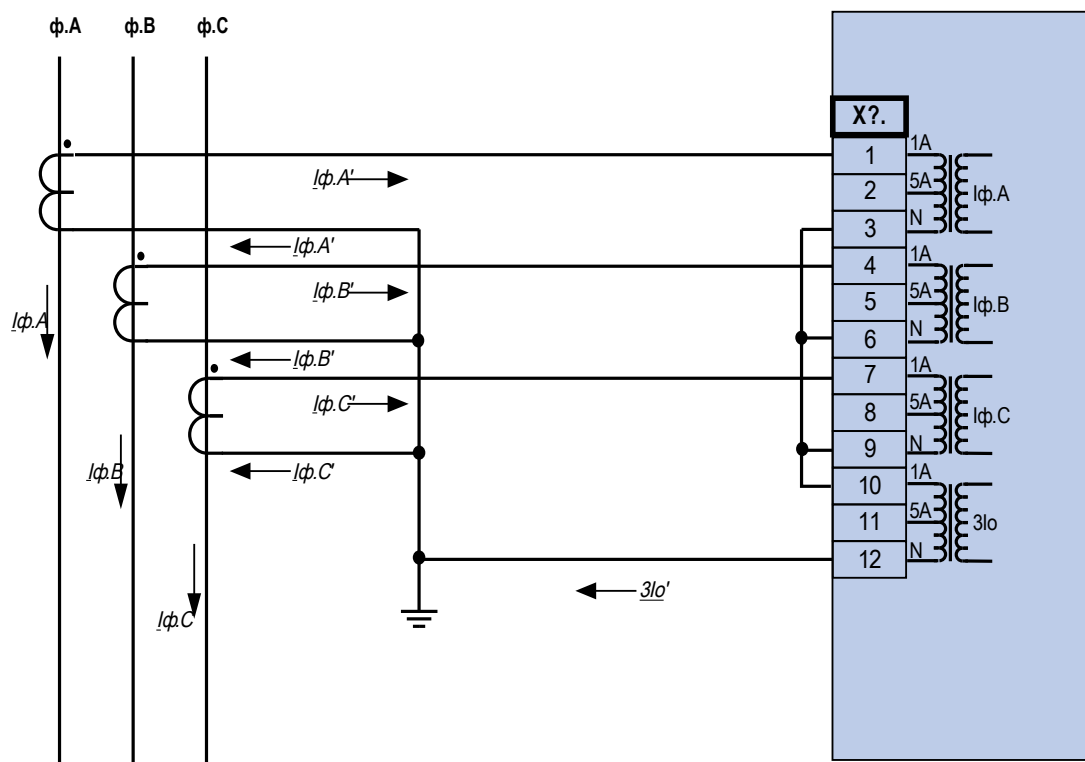 ф.А ф.В ф.С
X?.
1 1A
Iф.A'
2 5A Iф.A
3 N
Iф.A'
4 1A
Iф.B'
5 5A Iф.B
Iф.A
6 N
Iф.B'
7 1A
Iф.C'
8 5A Iф.C
9 N
Iф.B Iф.C'
10 1A
11 5A 3Io
12 N
3Io'
Iф.C